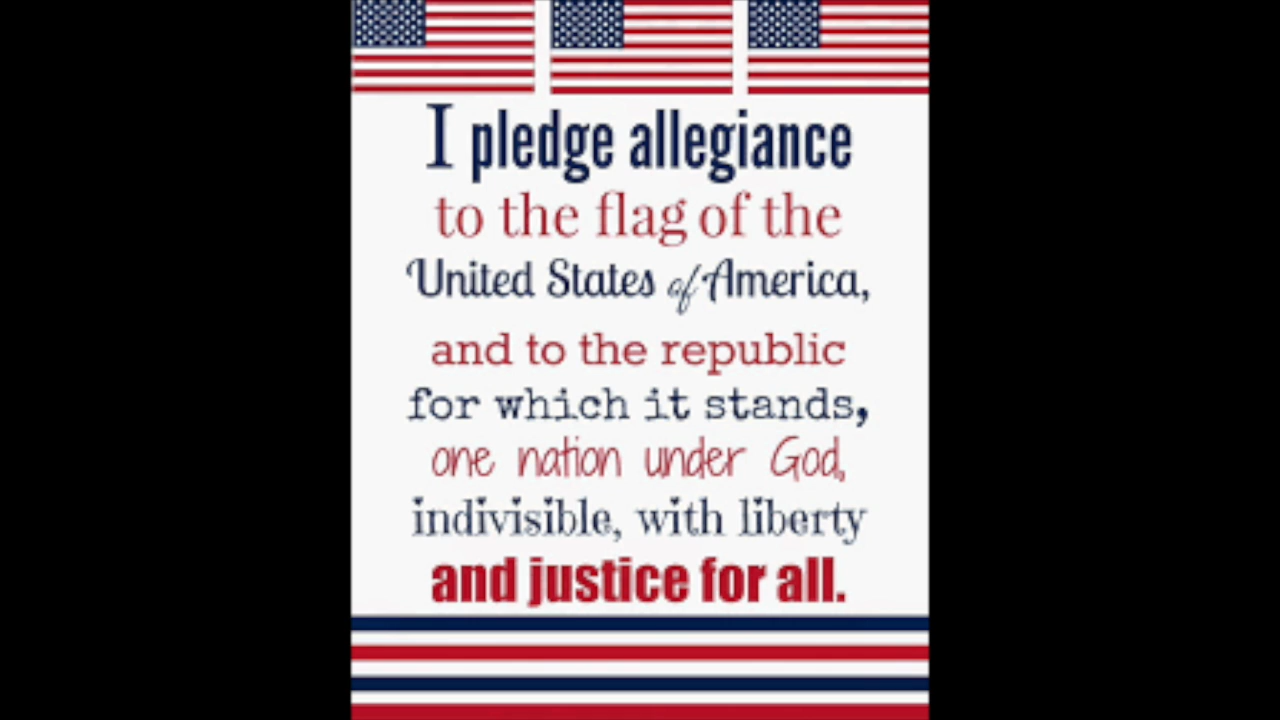 I pledge allegiance
to the flag of the
United States of America,
and to the republic
for which it stands,
one nation under God,
indivisible, with liberty
and justice for all.